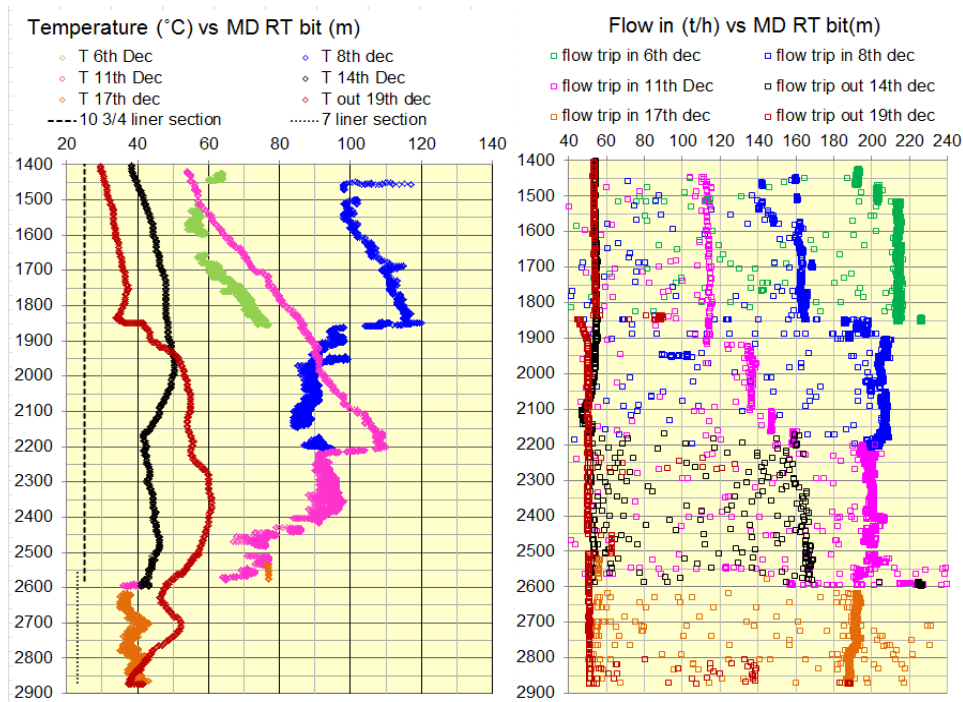 Temperature (°C) vs MD RT bit (m)
T 6th Dec
T 8th dec
T 11th Dec
T 14th Dec
T 17th dec
T out 19th dec
10 3/4 liner section
7 liner section
20 40 60 80 100 120 140
1400
1500
1600
1700
1800
1900
2000
2100
2200
2300
2400
2500
2600
2700
2800
2900
Flow in (t/h) vs MD RT bit(m)
flow trip in 6th dec
flow trip in 8th dec
flow trip in 11th Dec
flow trip out 14th dec
flow trip in 17th dec
flow trip out 19th dec
40 60 80 100 120 140 160 180 200 220 240
1400
1500
1600
1700
1800
1900
2000
2100
2200
2300
2400
2500
2600
2700
2800
2900